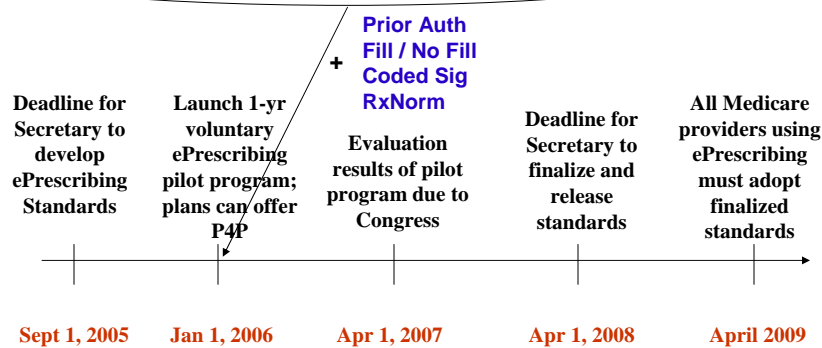 Prior Auth
Fill / No Fill
+
Coded Sig
RxNorm
Deadline for
Secretary to
develop
ePrescribing
Standards
Launch 1-yr
voluntary
ePrescribing
pilot program;
plans can offer
P4P
Evaluation
results of pilot
program due to
Congress
Deadline for
Secretary to
finalize and
release
standards
All Medicare
providers using
ePrescribing
must adopt
finalized
standards
Sept 1, 2005
Jan 1, 2006
Apr 1, 2007
Apr 1, 2008
April 2009